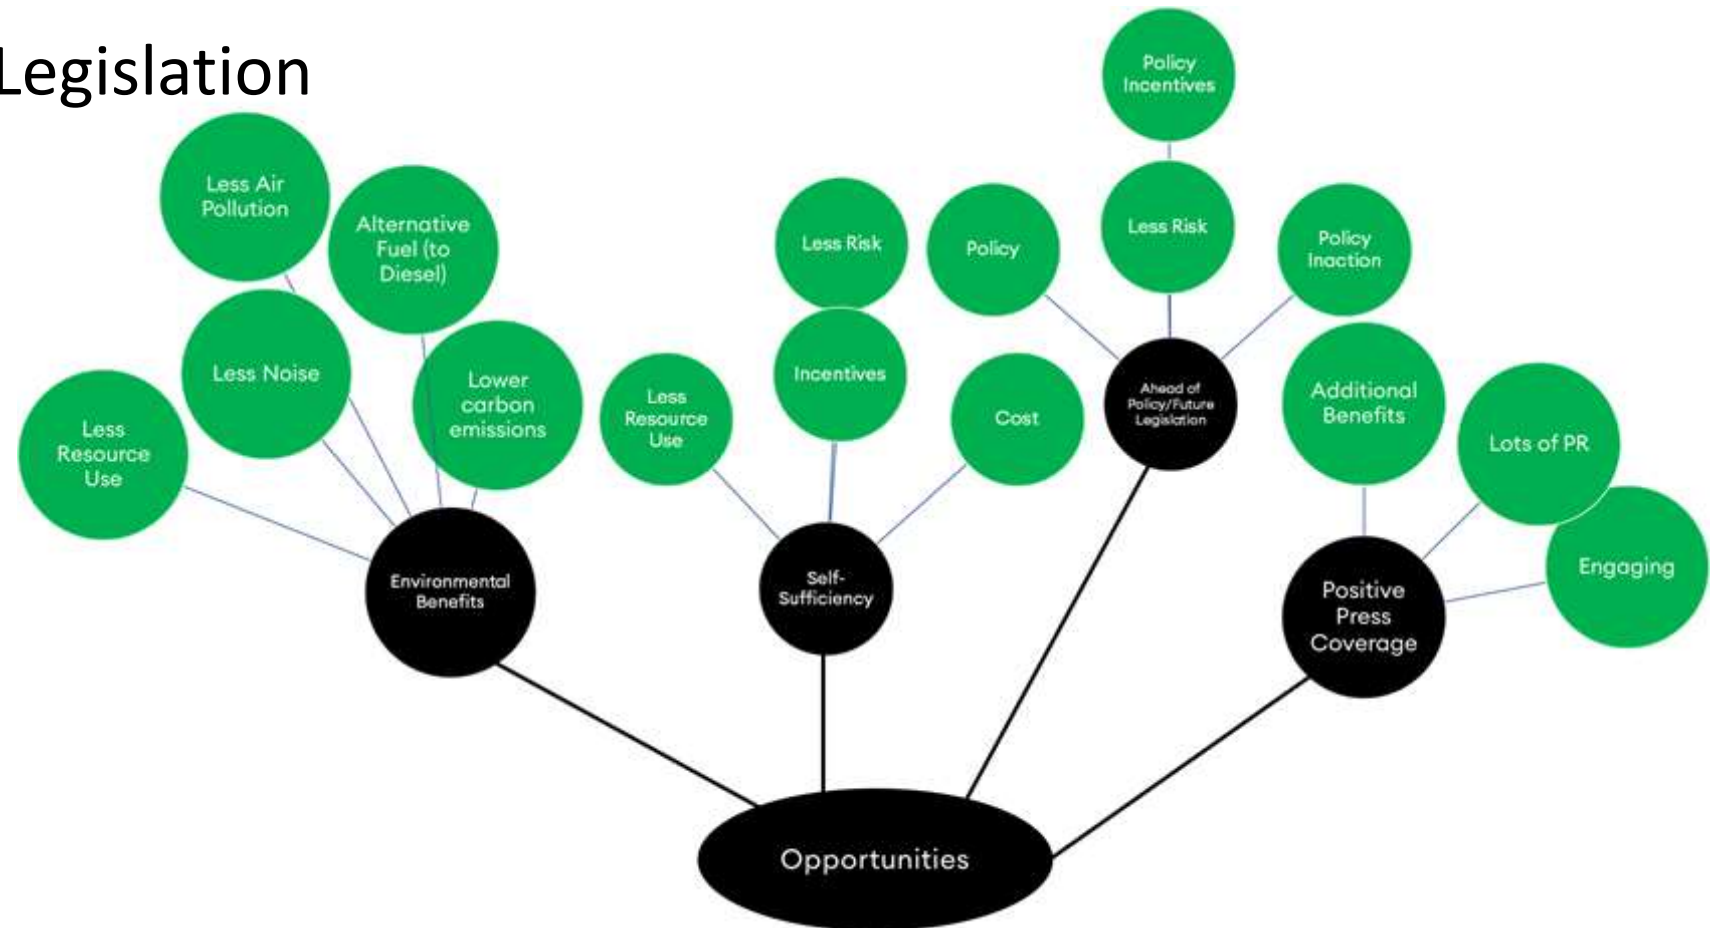 Legislation
Policy
Incentives
Less Air
Pollution
Alternative
Fuel (to
Diesel)
Less Risk
Policy
Less Risk
Policy
Inaction
Less Noise
Lower
carbon
emissions
Less
Resource
Use
Less
Resource
Use
Incentives
Cost
Ahead of
Policy/Future
Legislation
Additional
Benefits
Lots of PR
Engaging
Environmental
Benefits
Self-
Sufficiency
Positive
Press
Coverage
Opportunities